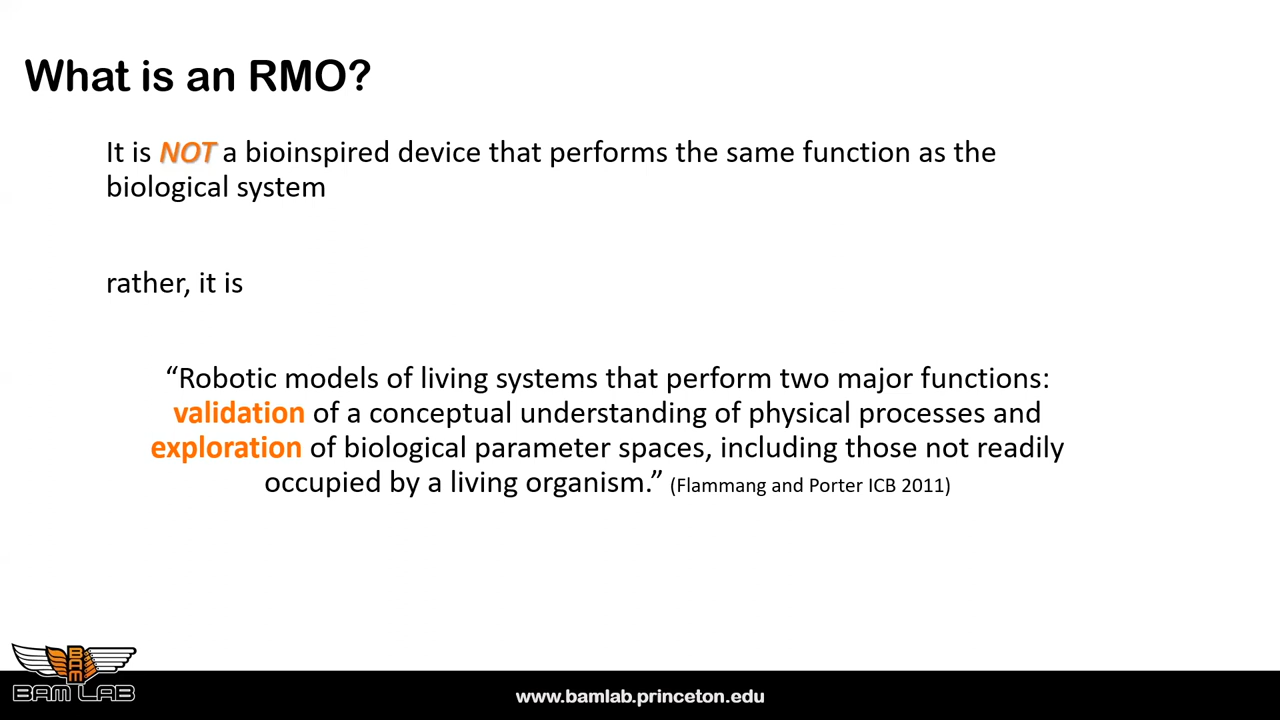 What is an RMO?
It is NOT a bioinspired device that performs the same function as the
biological system
rather, it is
“Robotic models of living systems that perform two major functions:
validation of a conceptual understanding of physical processes and
exploration of biological parameter spaces, including those not readily
occupied by a living organism.” (Flammang and Porter ICB 2011)
BAM
BAM LAB
www.bamlab.princeton.edu